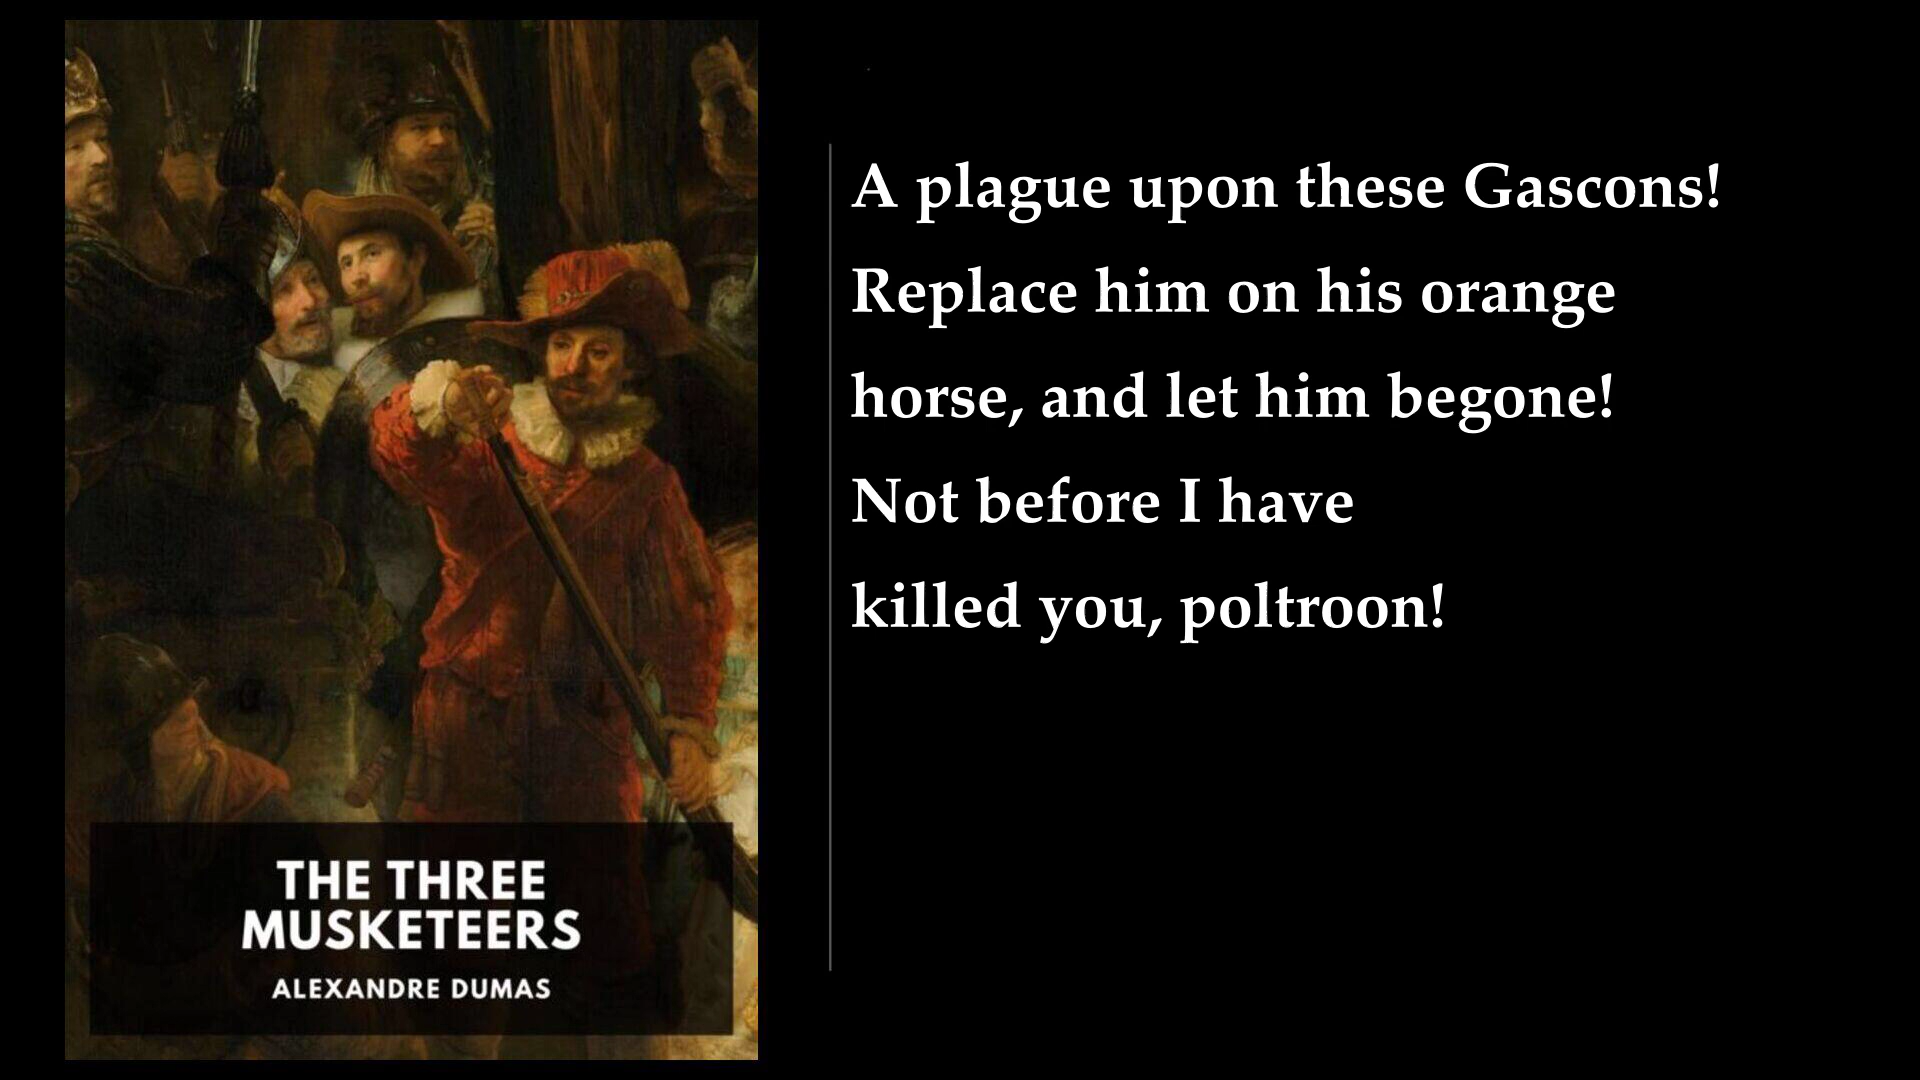 A plague upon these Gascons!
Replace him on his orange
horse, and let him begone!
Not before I have
killed you, poltroon!
THE THREE
MUSKETEERS
ALEXANDRE DUMAS